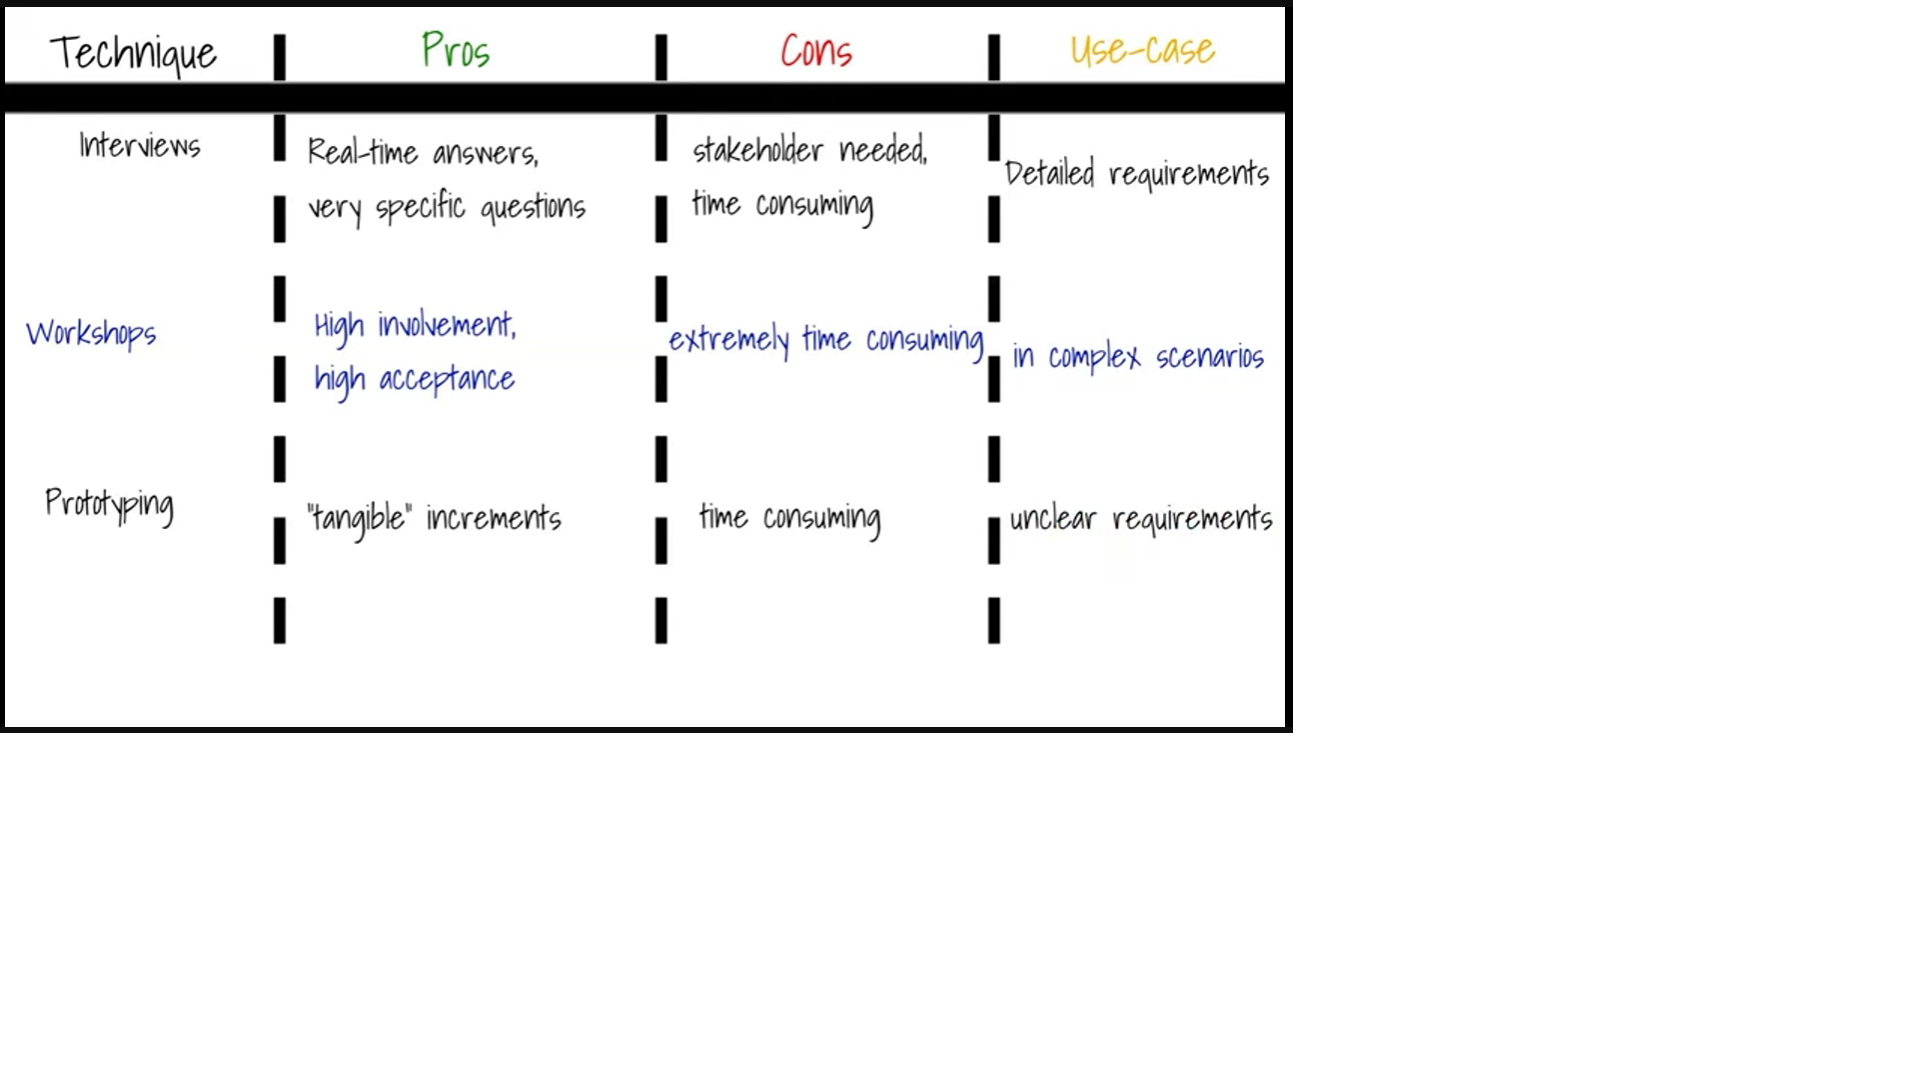 Technique Pros Cons Use-case
Interviews Real-time answers, stakeholder needed, Detailed requirements
very specific questions time consuming
Workshops High involvement, extremely time consuming in complex scenarios
high acceptance
Prototyping "tangible" increments time consuming unclear requirements